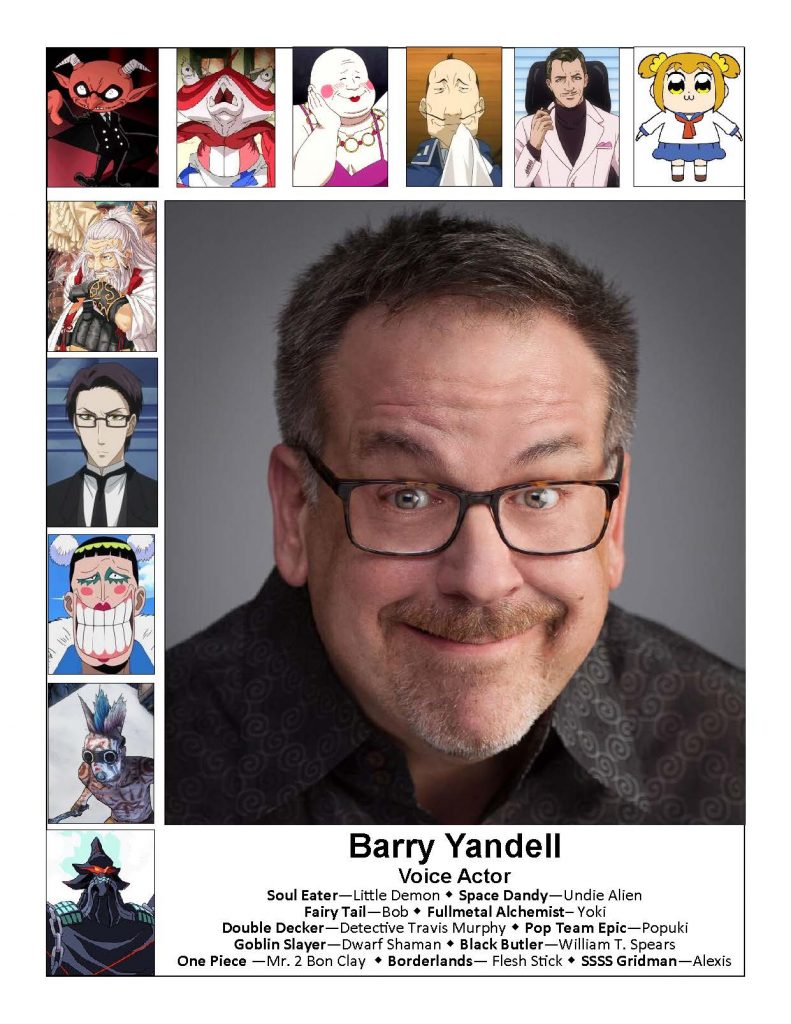 Barry Yandell
Voice Actor
Soul Eater—Little Demon ♦ Space Dandy—Undie Alien
Fairy Tail—Bob ♦ Fullmetal Alchemist– Yoki
Double Decker—Detective Travis Murphy ♦ Pop Team Epic—Popuki
Goblin Slayer—Dwarf Shaman ♦ Black Butler—William T. Spears
One Piece —Mr. 2 Bon Clay ♦ Borderlands— Flesh Stick ♦ SSSS Gridman—Alexis